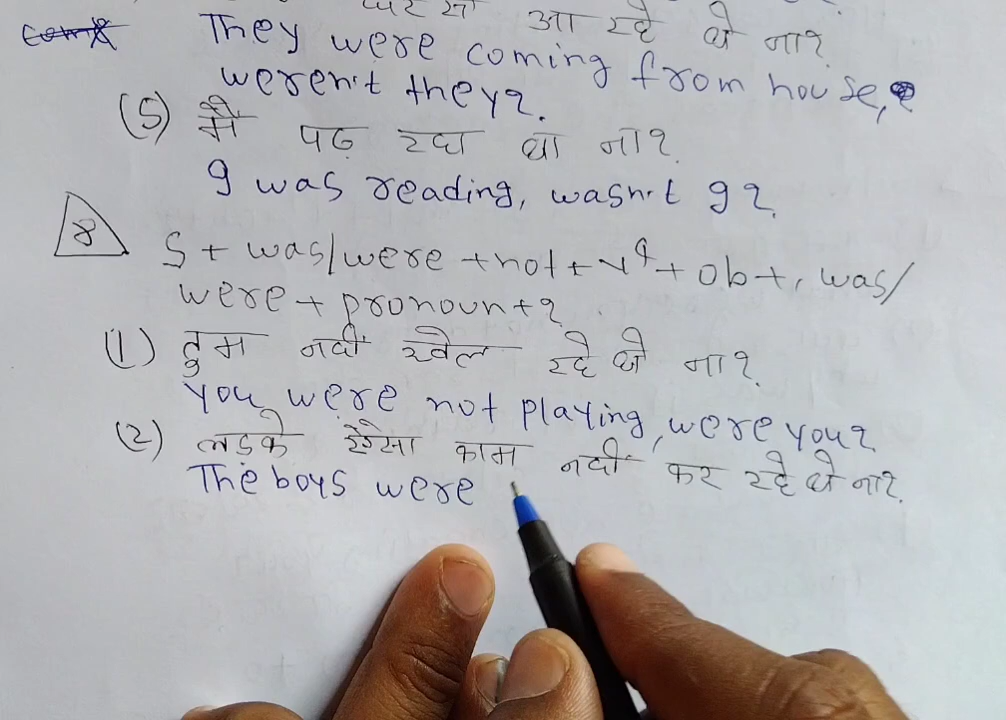 घर से आ रहे थे ना?
They were coming from house,
weren't they?
(5) मैं पढ़ रहा था ना?
I was reading, wasn't I?
8 S + was/were + not + V⁴ + ob + , was/
were + pronoun + ?
(1) तुम नहीं खेल रहे थे ना?
You were not playing, were you?
(2) लड़के ऐसा काम नहीं कर रहे थे ना?
The boys were